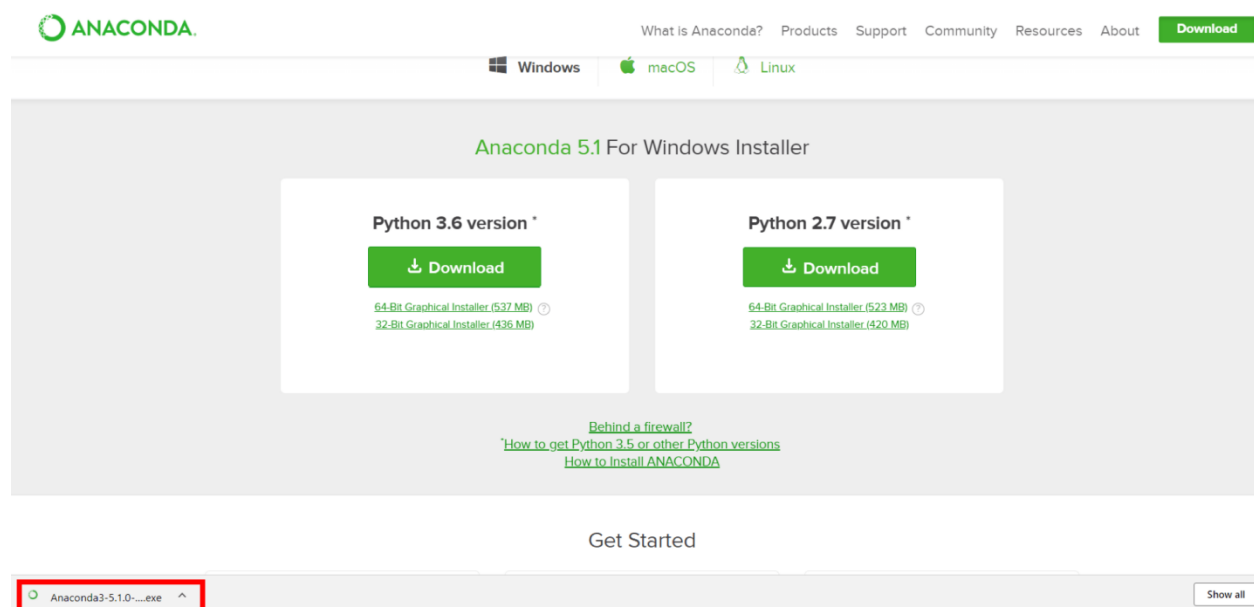 ANACONDA.
What is Anaconda? Products Support Community Resources About Download
Windows macOS Linux
Anaconda 5.1 For Windows Installer
Python 3.6 version *
Download
64-Bit Graphical Installer (537 MB) ?
32-Bit Graphical Installer (436 MB)
Python 2.7 version *
Download
64-Bit Graphical Installer (523 MB) ?
32-Bit Graphical Installer (420 MB)
Behind a firewall?
*How to get Python 3.5 or other Python versions
How to Install ANACONDA
Get Started
Anaconda3-5.1.0-....exe
Show all